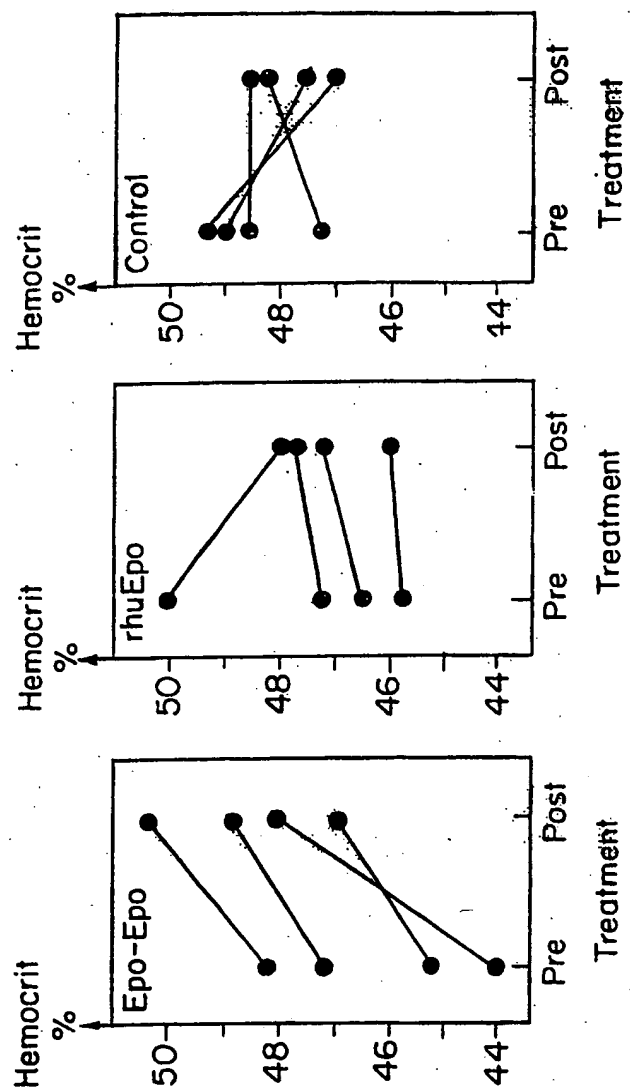 Hemocrit
%
Epo-Epo
50
48
46
44
Pre Post
Treatment
Hemocrit
%
rhuEpo
50
48
46
44
Pre Post
Treatment
Hemocrit
%
Control
50
48
46
44
Pre Post
Treatment